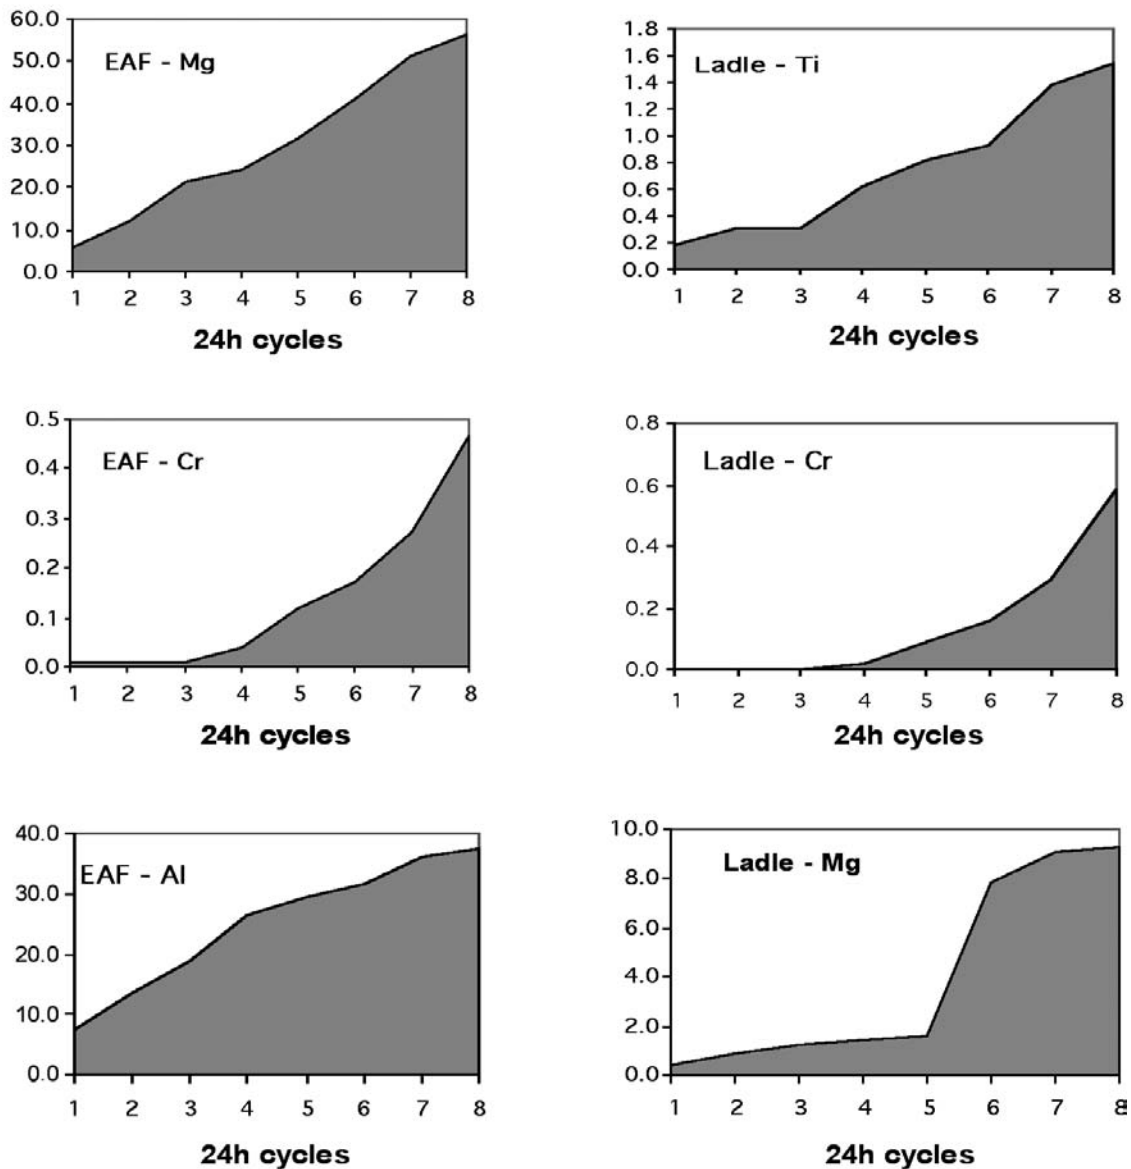 60.0
50.0
40.0
30.0
20.0
10.0
0.0
EAF - Mg
1 2 3 4 5 6 7 8
24h cycles
1.8
1.6
1.4
1.2
1.0
0.8
0.6
0.4
0.2
0.0
Ladle - Ti
1 2 3 4 5 6 7 8
24h cycles
0.5
0.4
0.3
0.2
0.1
0.0
EAF - Cr
1 2 3 4 5 6 7 8
24h cycles
0.8
0.6
0.4
0.2
0.0
Ladle - Cr
1 2 3 4 5 6 7 8
24h cycles
40.0
30.0
20.0
10.0
0.0
EAF - Al
1 2 3 4 5 6 7 8
24h cycles
10.0
8.0
6.0
4.0
2.0
0.0
Ladle - Mg
1 2 3 4 5 6 7 8
24h cycles